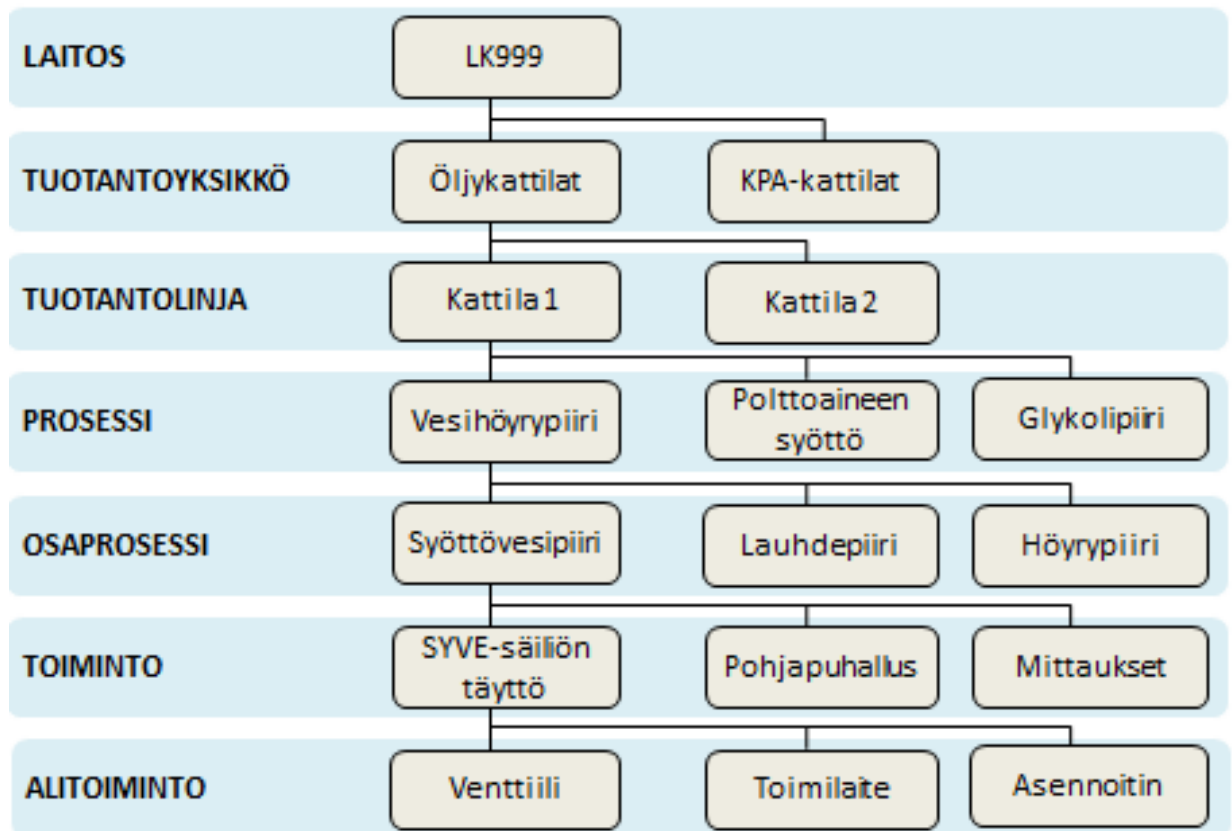 LAITOS
LK999
TUOTANTOYKSIKKÖ
Öljykattilat
KPA-kattilat
TUOTANTOLINJA
Kattila 1
Kattila 2
PROSESSI
Vesihöyrypiiri
Polttoaineen
syöttö
Glykolipiiri
OSAPROSESSI
Syöttövesipiiri
Lauhdepiiri
Höyrypiiri
TOIMINTO
SYVE-säiliön
täyttö
Pohjapuhallus
Mittaukset
ALITOIMINTO
Venttiili
Toimilaite
Asennoitin